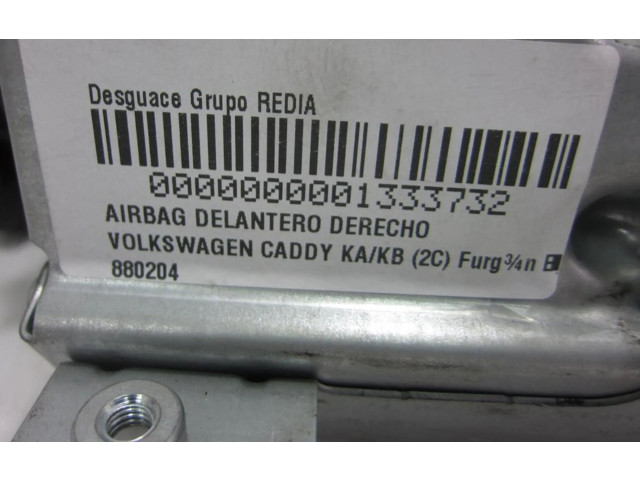 Desguace Grupo REDIA
0000000001333732
AIRBAG DELANTERO DERECHO
VOLKSWAGEN CADDY KA/KB (2C) Furg¾n
880204